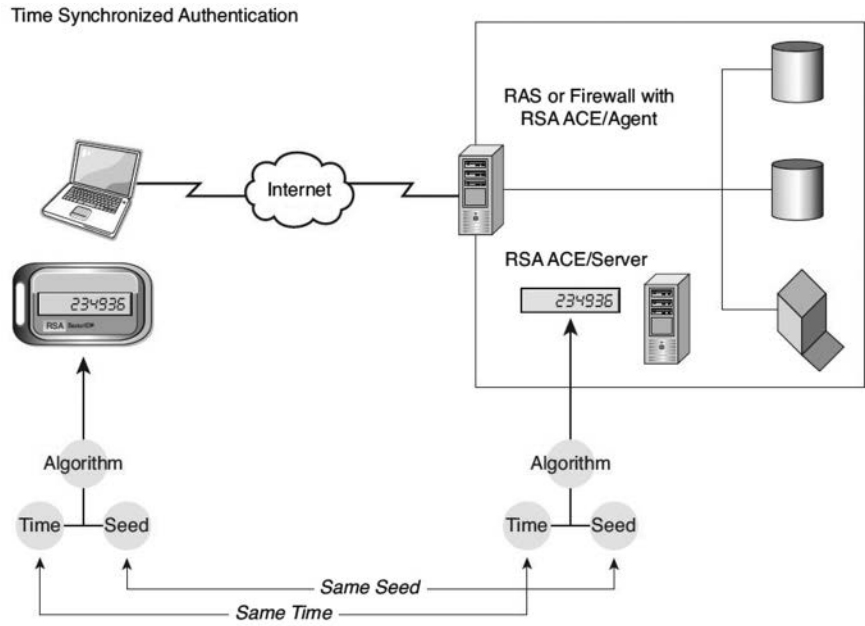 Time Synchronized Authentication
RAS or Firewall with
RSA ACE/Agent
Internet
RSA ACE/Server
234936
234936
RSA SecurID
Algorithm
Algorithm
Time
Seed
Time
Seed
Same Seed
Same Time